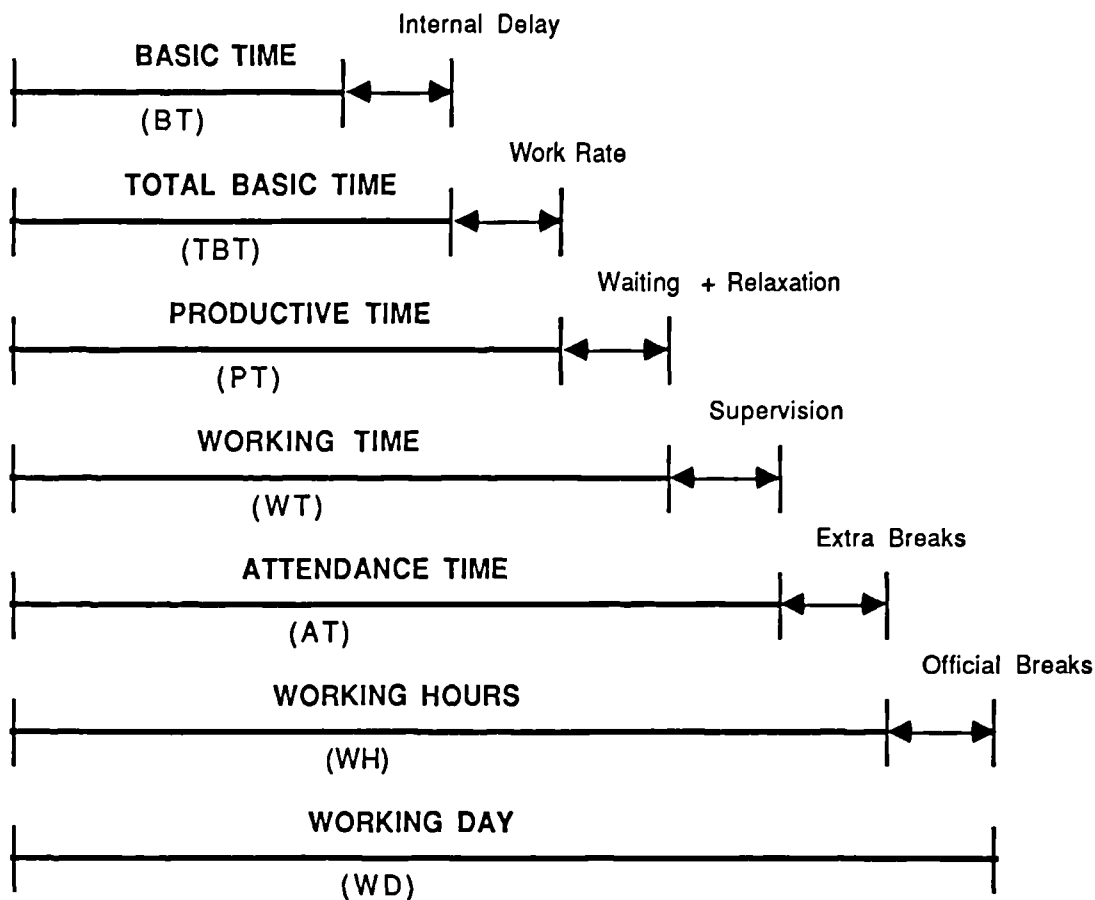 Internal Delay
BASIC TIME
(BT)
Work Rate
TOTAL BASIC TIME
(TBT)
Waiting + Relaxation
PRODUCTIVE TIME
(PT)
Supervision
WORKING TIME
(WT)
Extra Breaks
ATTENDANCE TIME
(AT)
Official Breaks
WORKING HOURS
(WH)
WORKING DAY
(WD)